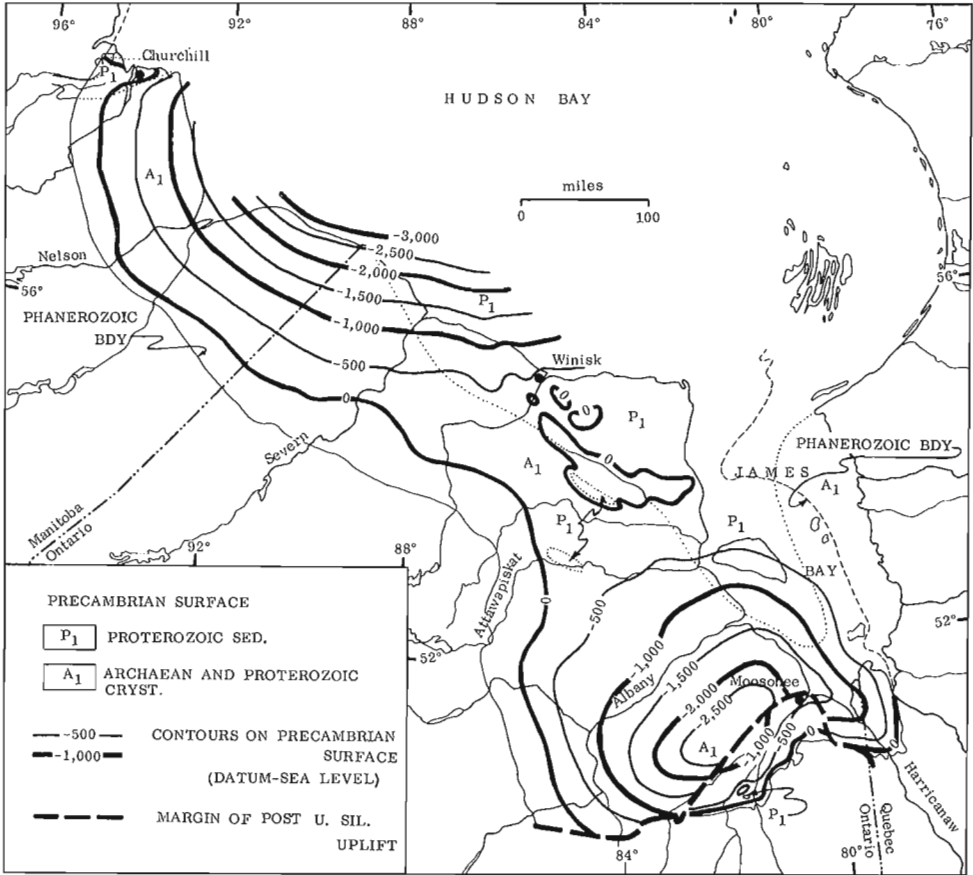 96°
92°
88°
80°
76°
Churchill
P1
HUDSON BAY
miles
0 100
A1
-3,000
-2,500
-2,000
-1,500
P1
-1,000
-500
0
Nelson
56°
56°
PHANEROZOIC
BDY
Winisk
0
0
P1
0
Severn
A1
PHANEROZOIC BDY
JAMES
A1
P1
P1
BAY
Manitoba
Ontario
92°
88°
Attawapiskat
0
-500
52°
52°
-1,000
Albany
-1,500
Moosonee
-2,000
-2,500
A1
-1,000
-500
0
0
P1
Harricanaw
Quebec
Ontario
84°
80°
PRECAMBRIAN SURFACE
P1 PROTEROZOIC SED.
A1 ARCHAEAN AND PROTEROZOIC
CRYST.
-500 CONTOURS ON PRECAMBRIAN
-1,000 SURFACE
(DATUM-SEA LEVEL)
MARGIN OF POST U. SIL.
UPLIFT